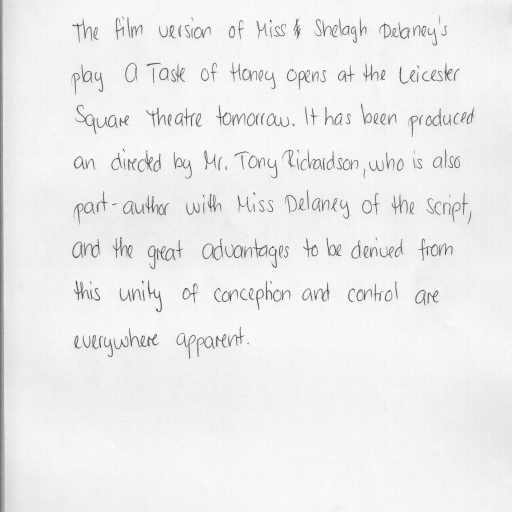 The film version of Miss Shelagh Delaney's
play A Taste of Honey opens at the Leicester
Square Theatre tomorrow. It has been produced
an directed by Mr. Tony Richardson, who is also
part-author with Miss Delaney of the script,
and the great advantages to be derived from
this unity of conception and control are
everywhere apparent.